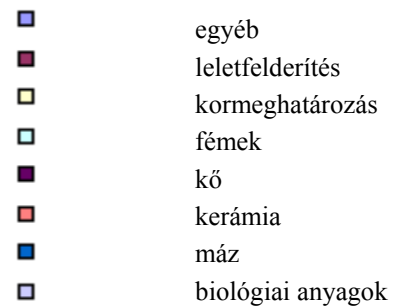 egyéb
leletfelderítés
kormeghatározás
fémek
kő
kerámia
máz
biológiai anyagok